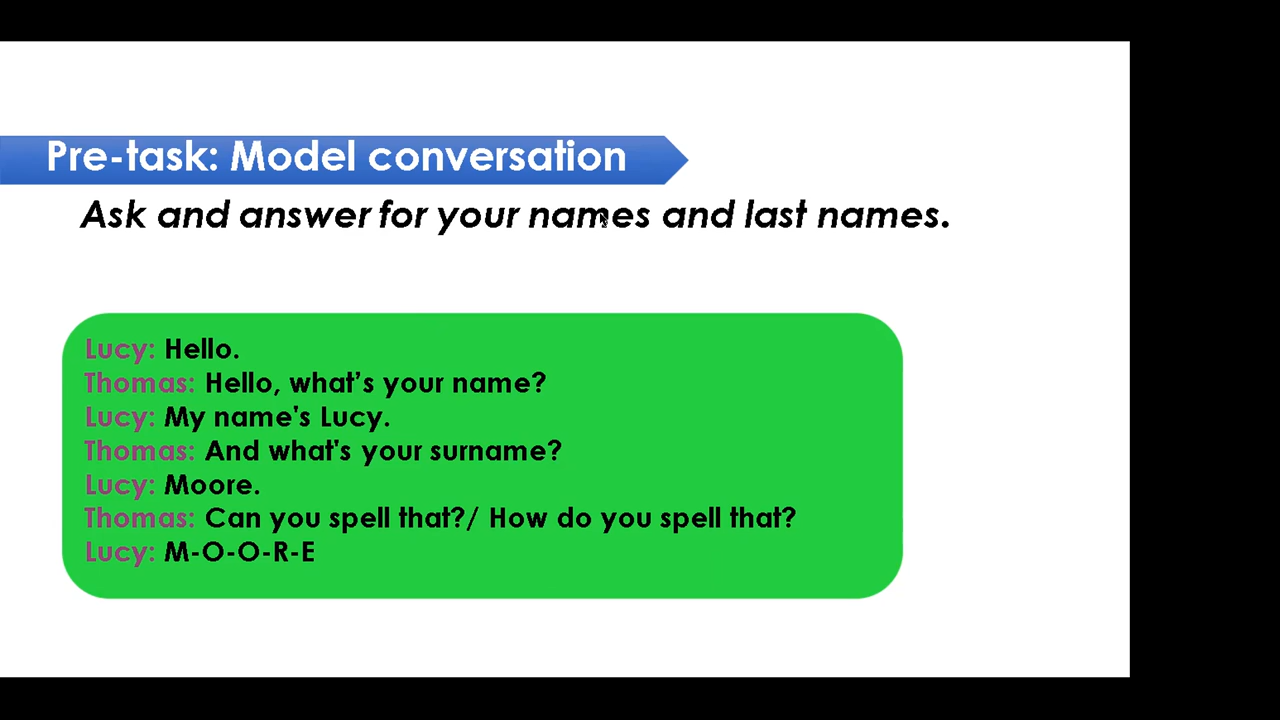 Pre-task: Model conversation
Ask and answer for your names and last names.
Lucy: Hello.
Thomas: Hello, what’s your name?
Lucy: My name's Lucy.
Thomas: And what's your surname?
Lucy: Moore.
Thomas: Can you spell that?/ How do you spell that?
Lucy: M-O-O-R-E